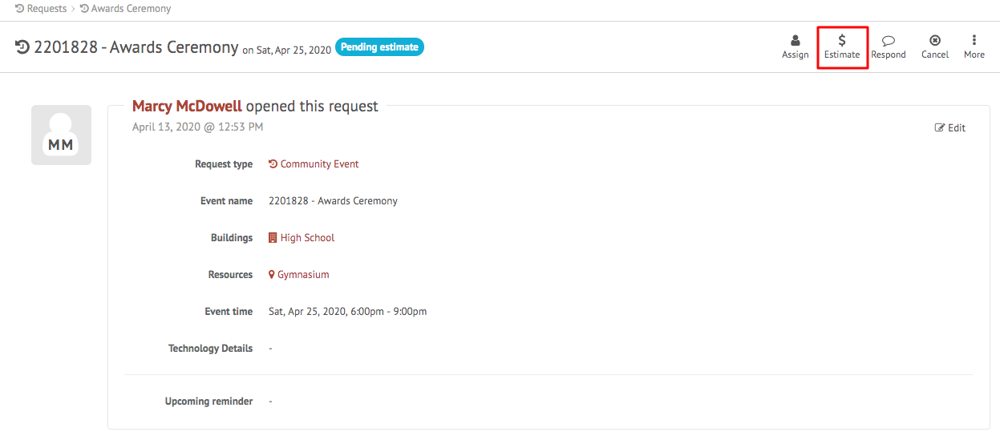 Requests > Awards Ceremony
2201828 - Awards Ceremony on Sat, Apr 25, 2020 Pending estimate
Assign
$
Estimate
Respond
Cancel
More
MM
Marcy McDowell opened this request
April 13, 2020 @ 12:53 PM
Edit
Request type Community Event
Event name 2201828 - Awards Ceremony
Buildings High School
Resources Gymnasium
Event time Sat, Apr 25, 2020, 6:00pm - 9:00pm
Technology Details -
Upcoming reminder -